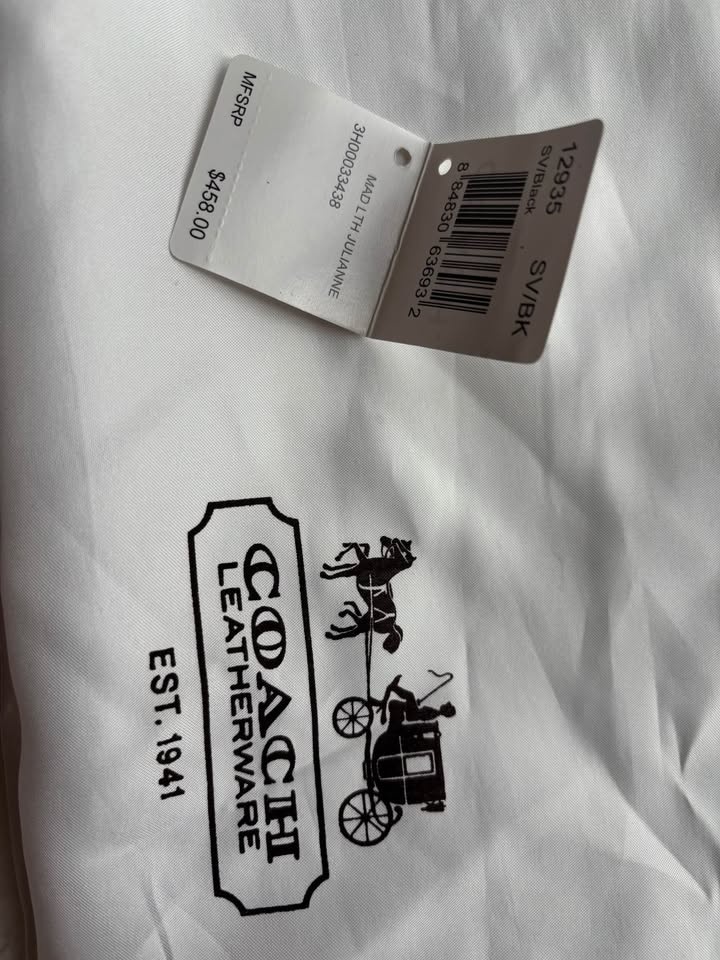 12935 SV/BK
SV/Black
8 84830 63693 2
MAD LTH JULIANNE
3H00033438
MFSRP $458.00
COACH
LEATHERWARE
EST. 1941